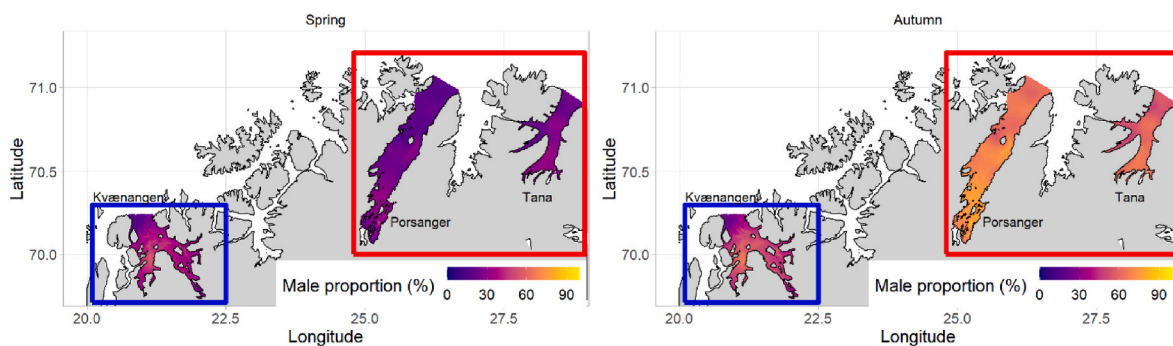 Spring
Latitude
71.0
70.5
70.0
Kvænangen
Porsanger
Tana
Male proportion (%)
0 30 60 90
20.0 22.5 25.0 27.5
Longitude
Autumn
Latitude
71.0
70.5
70.0
Kvænangen
Porsanger
Tana
Male proportion (%)
0 30 60 90
20.0 22.5 25.0 27.5
Longitude